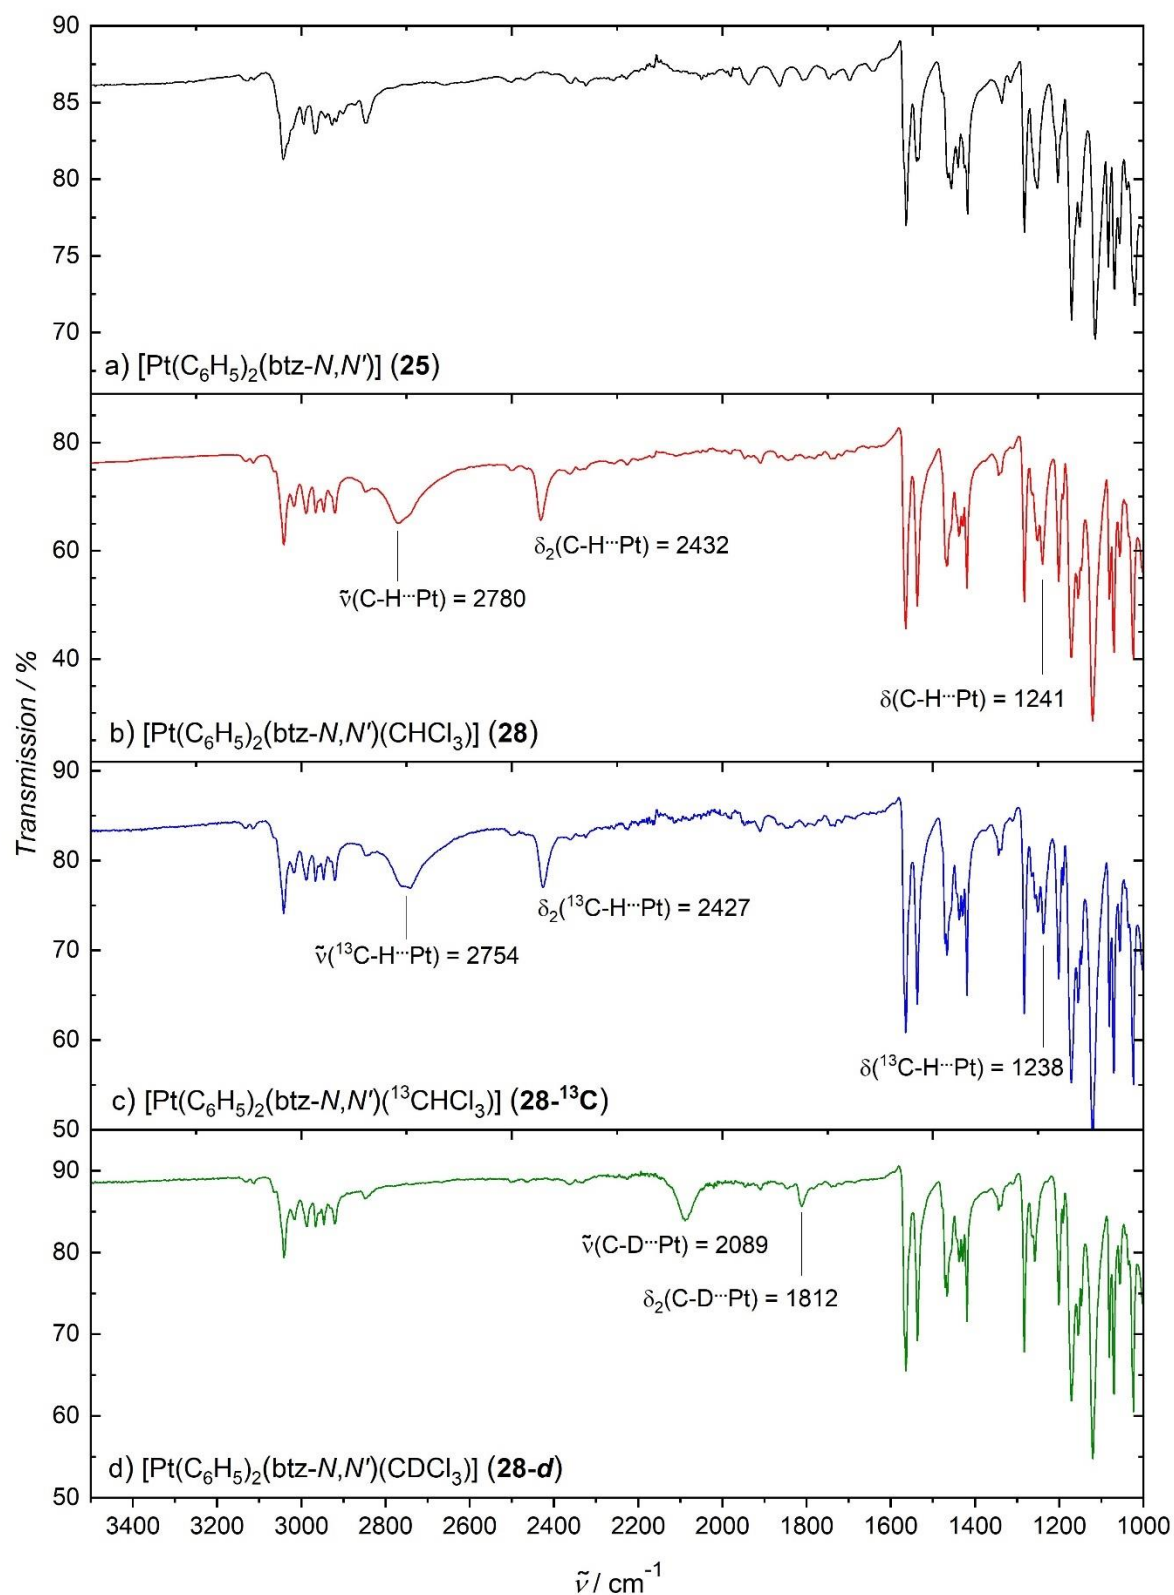 Transmission / %
90
85
80
75
70
a) [Pt(C₆H₅)₂(btz-N,N')] (25)
80
60
40
δ₂(C-H···Pt) = 2432
ν̃(C-H···Pt) = 2780
δ(C-H···Pt) = 1241
b) [Pt(C₆H₅)₂(btz-N,N')(CHCl₃)] (28)
90
80
70
60
50
δ₂(¹³C-H···Pt) = 2427
ν̃(¹³C-H···Pt) = 2754
δ(¹³C-H···Pt) = 1238
c) [Pt(C₆H₅)₂(btz-N,N')(¹³CHCl₃)] (28-¹³C)
90
80
70
60
50
ν̃(C-D···Pt) = 2089
δ₂(C-D···Pt) = 1812
d) [Pt(C₆H₅)₂(btz-N,N')(CDCl₃)] (28-d)
3400 3200 3000 2800 2600 2400 2200 2000 1800 1600 1400 1200 1000
ν̃ / cm⁻¹